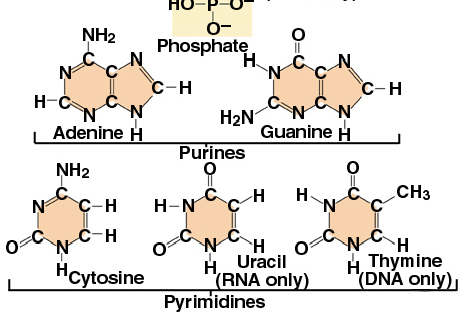 HO–P–O–
O–
Phosphate
NH2
C
N
C
N
H–C
C
N
N
C–H
H
Adenine
O
H
N
C
C
N
C
H2N
N
C
N
C–H
H
Guanine
Purines
NH2
C
N
C–H
O
C
C–H
N
H
Cytosine
O
C
H–N
C
H
O
C
C
H
N
H
Uracil
(RNA only)
O
C
H
N
C
CH3
O
C
C
H
N
H
Thymine
(DNA only)
Pyrimidines